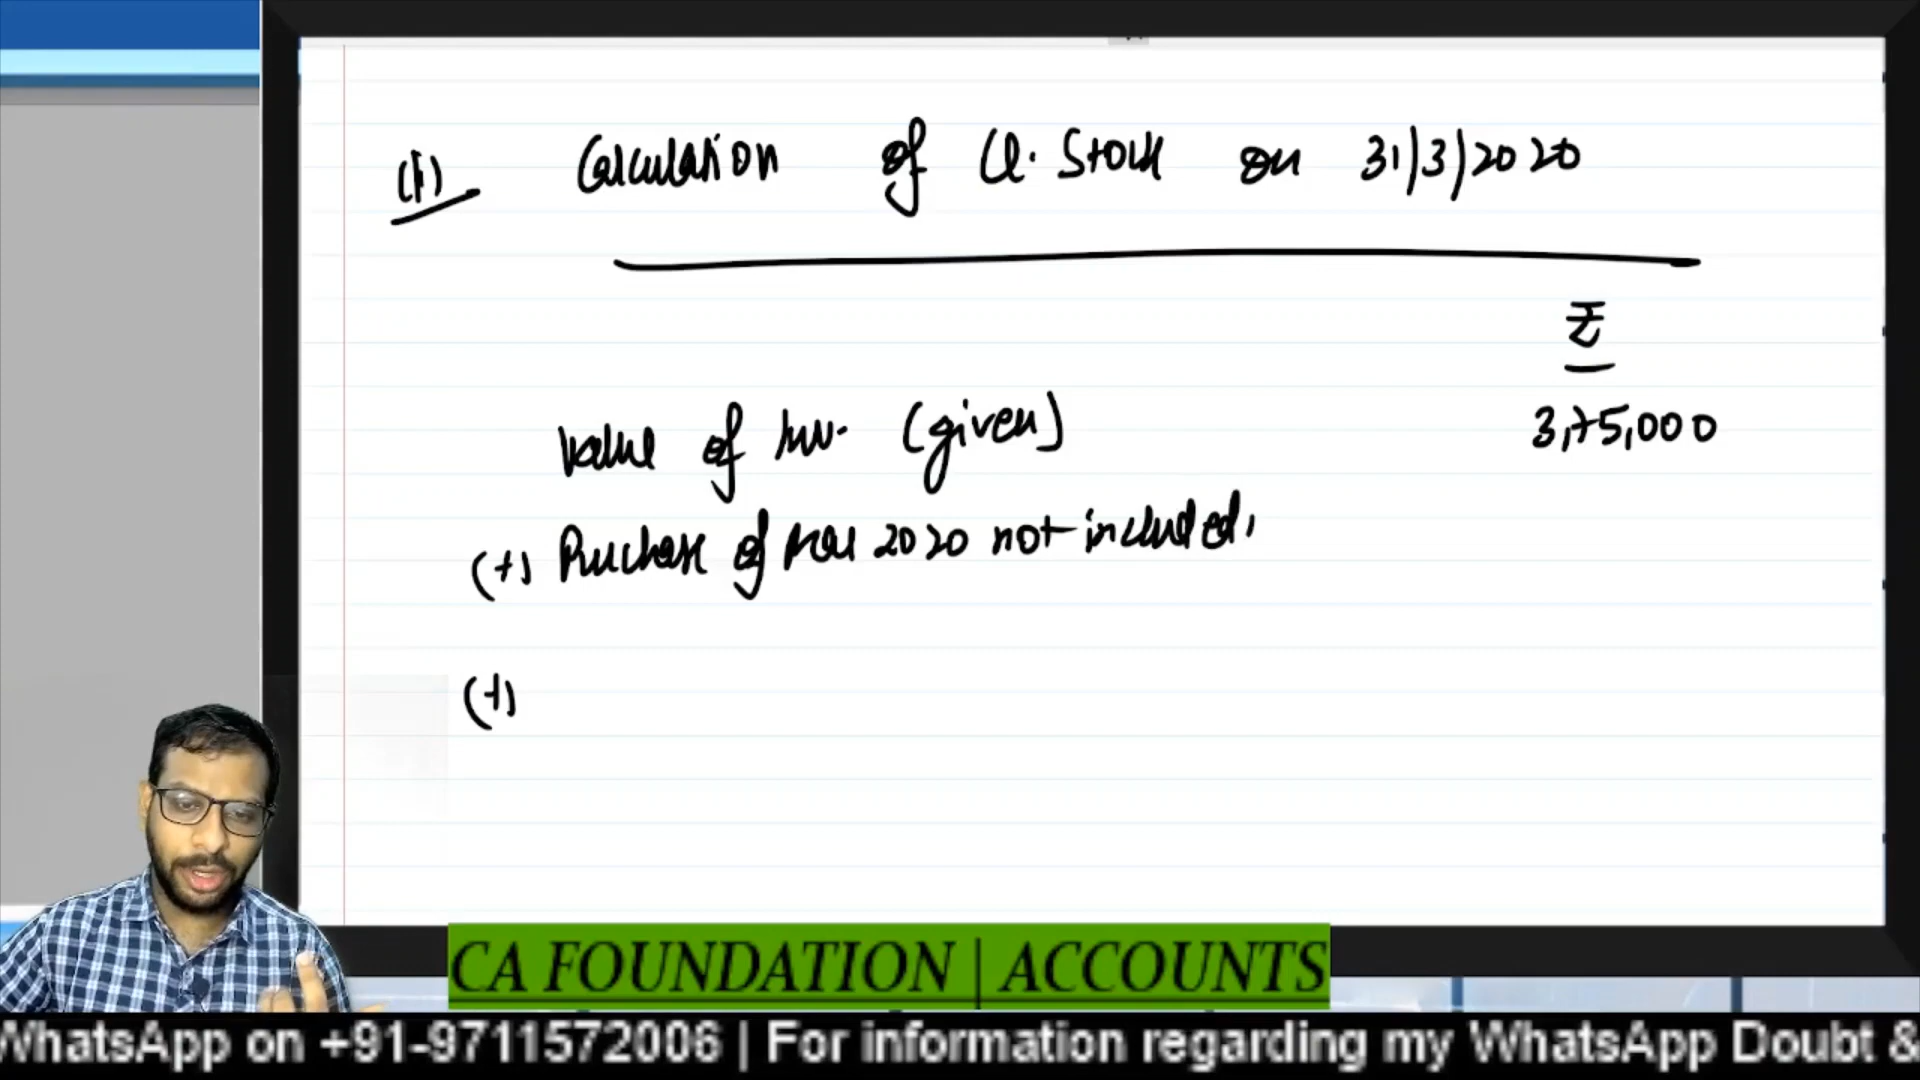 (i) Calculation of Cl. Stock on 31/3/2020
₹
Value of Inv. (given) 3,75,000
(+) Purchase of Mar 2020 not included.
(+)
CA FOUNDATION | ACCOUNTS
WhatsApp on +91-9711572006 | For information regarding my WhatsApp Doubt &